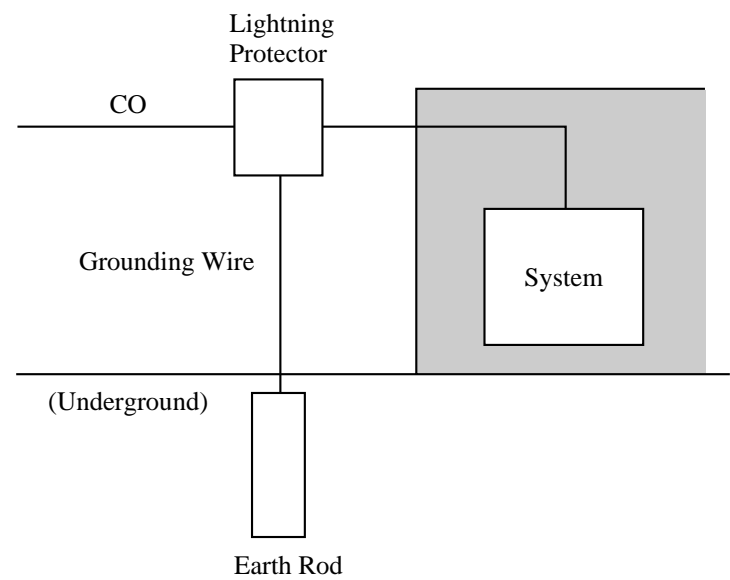 Lightning
Protector
CO
Grounding Wire
System
(Underground)
Earth Rod